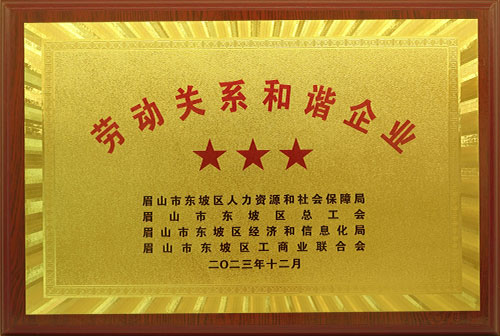 劳动关系和谐企业
★★★
眉山市东坡区人力资源和社会保障局
眉山市东坡区总工会
眉山市东坡区经济和信息化局
眉山市东坡区工商业联合会
二〇二三年十二月